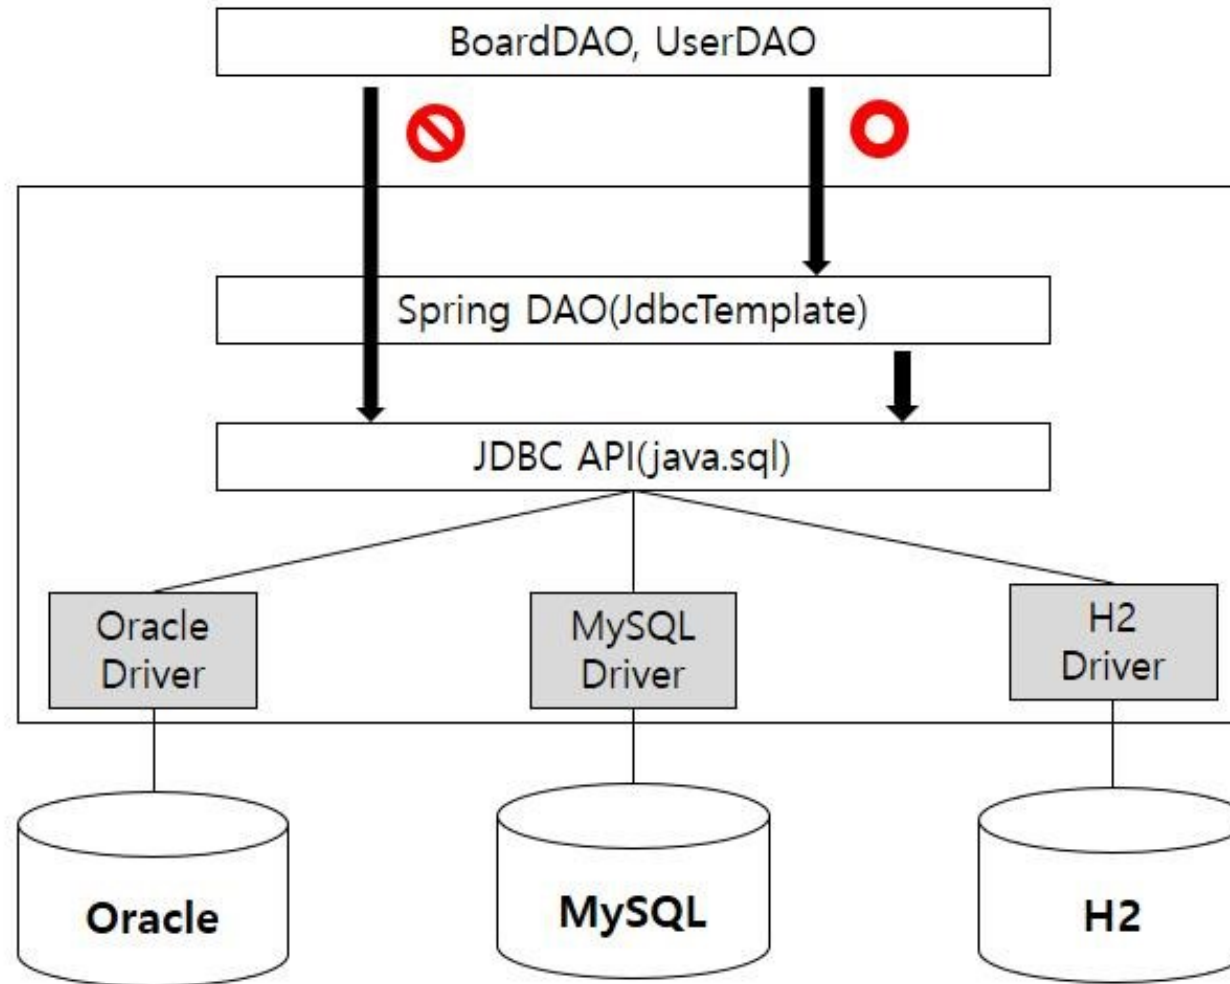 BoardDAO, UserDAO
Spring DAO(JdbcTemplate)
JDBC API(java.sql)
Oracle
Driver
MySQL
Driver
H2
Driver
Oracle
MySQL
H2